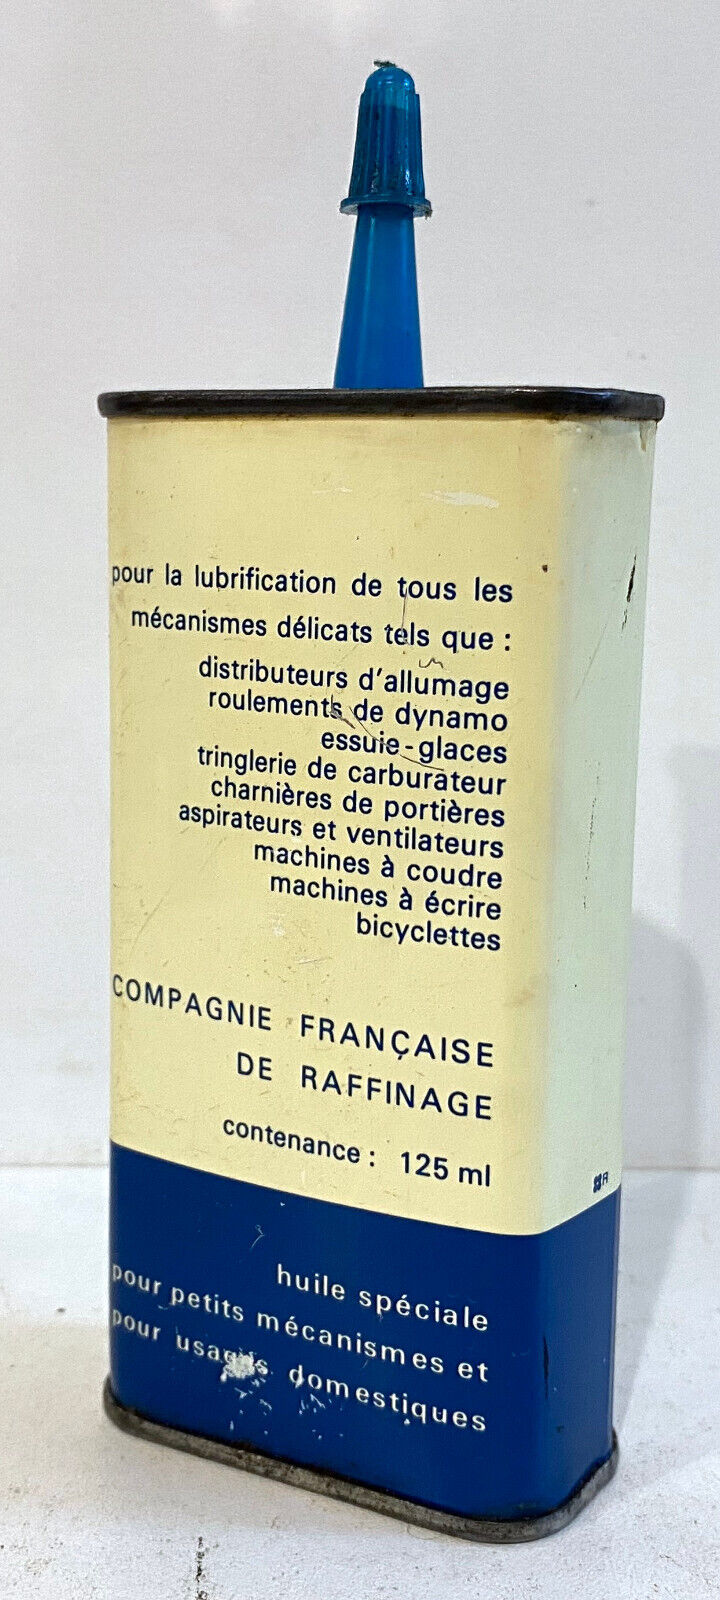 pour la lubrification de tous les
mécanismes délicats tels que :
distributeurs d'allumage
roulements de dynamo
essuie-glaces
tringlerie de carburateur
charnières de portières
aspirateurs et ventilateurs
machines à coudre
machines à écrire
bicyclettes
COMPAGNIE FRANÇAISE
DE RAFFINAGE
contenance : 125 ml
huile spéciale
pour petits mécanismes et
pour usages domestiques